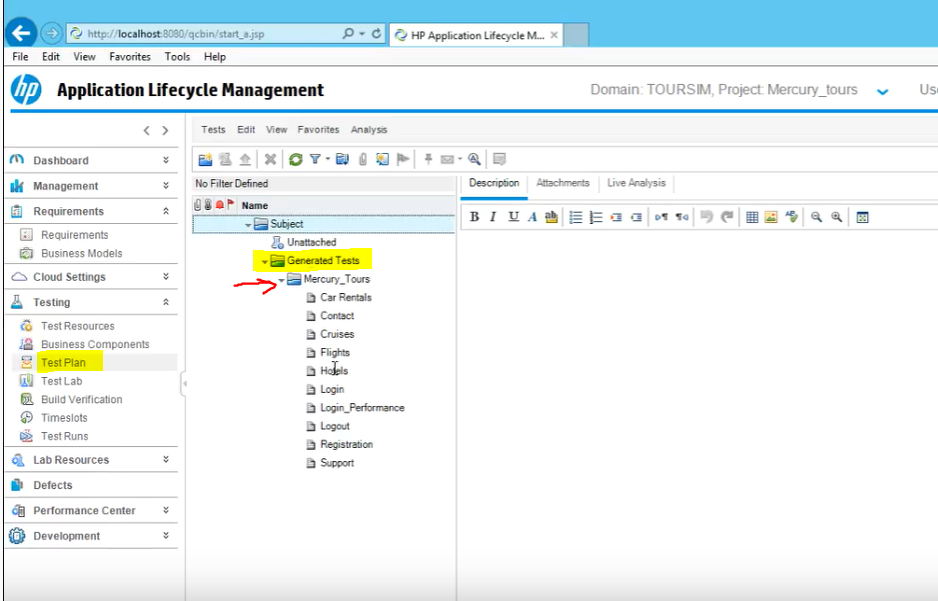 http://localhost:8080/qcbin/start_a.jsp
HP Application Lifecycle M...
File Edit View Favorites Tools Help
hp Application Lifecycle Management
Domain: TOURSIM, Project: Mercury_tours
Use
Tests Edit View Favorites Analysis
Dashboard
Management
Requirements
Requirements
Business Models
Cloud Settings
Testing
Test Resources
Business Components
Test Plan
Test Lab
Build Verification
Timeslots
Test Runs
Lab Resources
Defects
Performance Center
Development
No Filter Defined
Name
Subject
Unattached
Generated Tests
Mercury_Tours
Car Rentals
Contact
Cruises
Flights
Hotels
Login
Login_Performance
Logout
Registration
Support
Description Attachments Live Analysis
B I U A ab